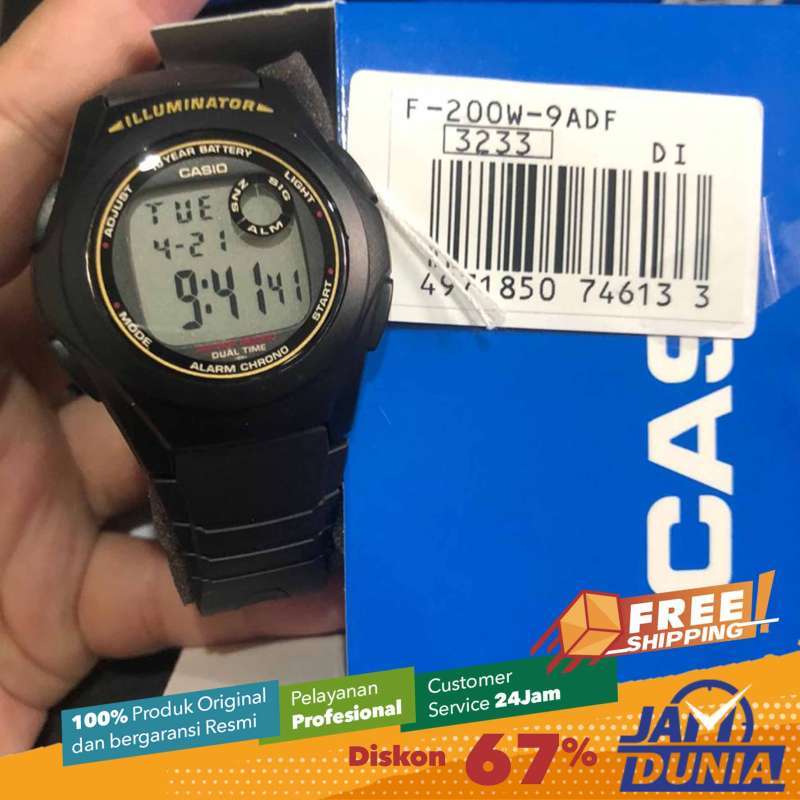 ILLUMINATOR
10 YEAR BATTERY
CASIO
ADJUST
LIGHT
SNZ SIG
ALM
TUE
4-21
9:41 41
MODE
START
DUAL TIME
ALARM CHRONO
F-200W-9ADF
3233
DI
4971850 74613 3
CAS
FREE
SHIPPING!
100% Produk Original
dan bergaransi Resmi
Pelayanan
Profesional
Customer
Service 24Jam
Diskon 67%
JAM
DUNIA